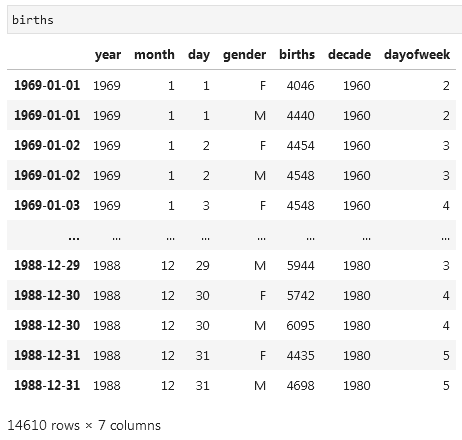 births
year month day gender births decade dayofweek
1969-01-01 1969 1 1 F 4046 1960 2
1969-01-01 1969 1 1 M 4440 1960 2
1969-01-02 1969 1 2 F 4454 1960 3
1969-01-02 1969 1 2 M 4548 1960 3
1969-01-03 1969 1 3 F 4548 1960 4
... ... ... ... ... ... ... ...
1988-12-29 1988 12 29 M 5944 1980 3
1988-12-30 1988 12 30 F 5742 1980 4
1988-12-30 1988 12 30 M 6095 1980 4
1988-12-31 1988 12 31 F 4435 1980 5
1988-12-31 1988 12 31 M 4698 1980 5
14610 rows × 7 columns